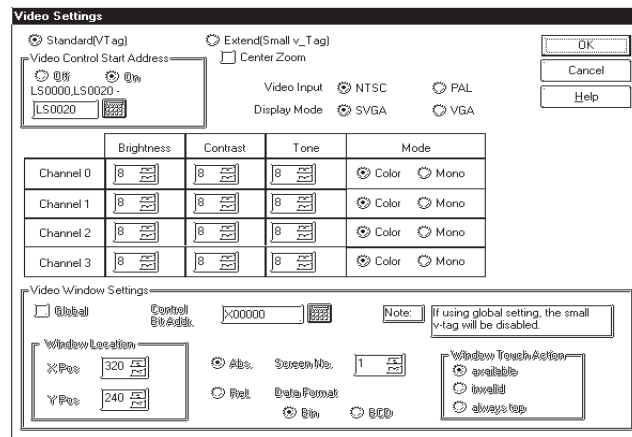 Video Settings
Standard(VTag) Extend(Small v_Tag) OK
Video Control Start Address Center Zoom
Off On Cancel
LS0000,LS0020 - Video Input NTSC PAL
LS0020 Display Mode SVGA VGA Help
Brightness Contrast Tone Mode
Channel 0 8 8 8 Color Mono
Channel 1 8 8 8 Color Mono
Channel 2 8 8 8 Color Mono
Channel 3 8 8 8 Color Mono
Video Window Settings
Global Control Bit Addr. X00000 Note: If using global setting, the small v-tag will be disabled.
Window Location Window Touch Action
X Pos 320 Abs. Screen No. 1 available
Rel. Data Format invalid
Y Pos 240 Bin BCD always top